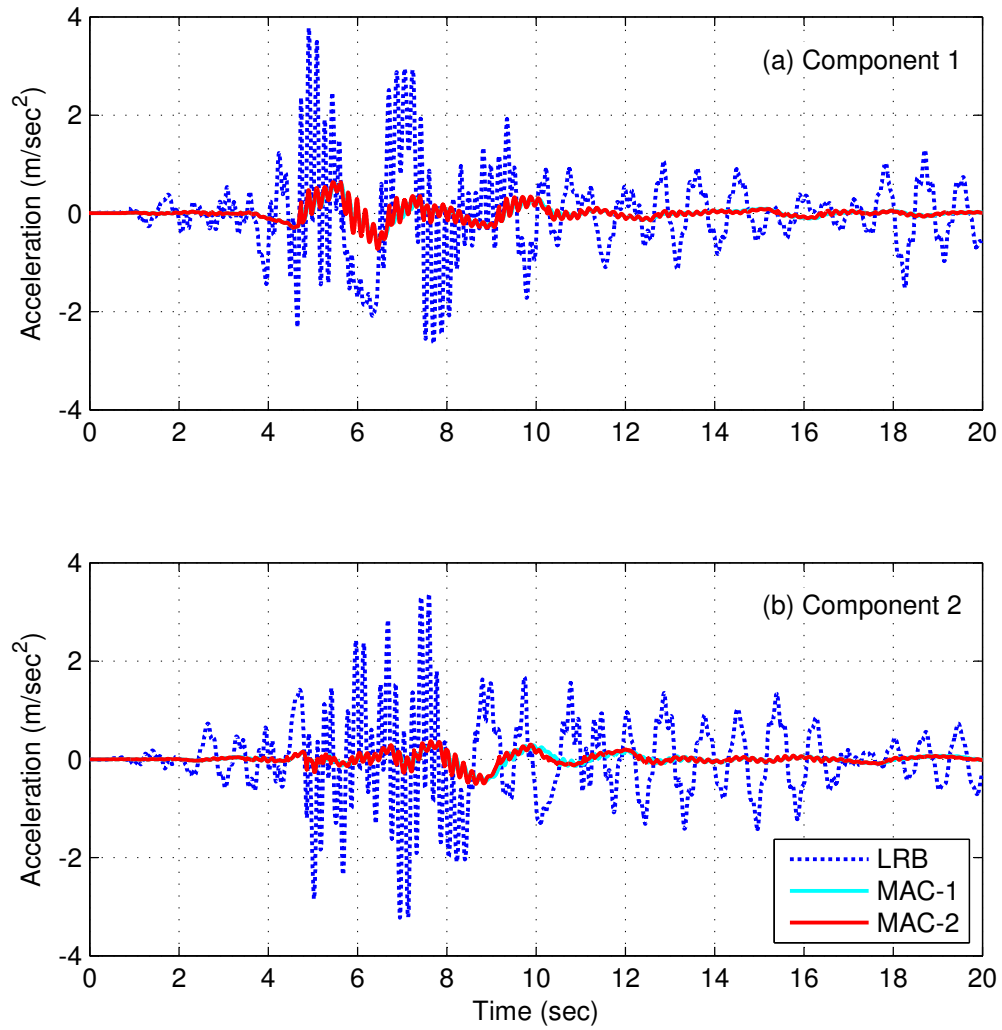 4
(a) Component 1
2
Acceleration (m/sec²)
0
-2
-4
0 2 4 6 8 10 12 14 16 18 20
4
(b) Component 2
2
Acceleration (m/sec²)
0
-2
LRB
MAC-1
MAC-2
-4
0 2 4 6 8 10 12 14 16 18 20
Time (sec)